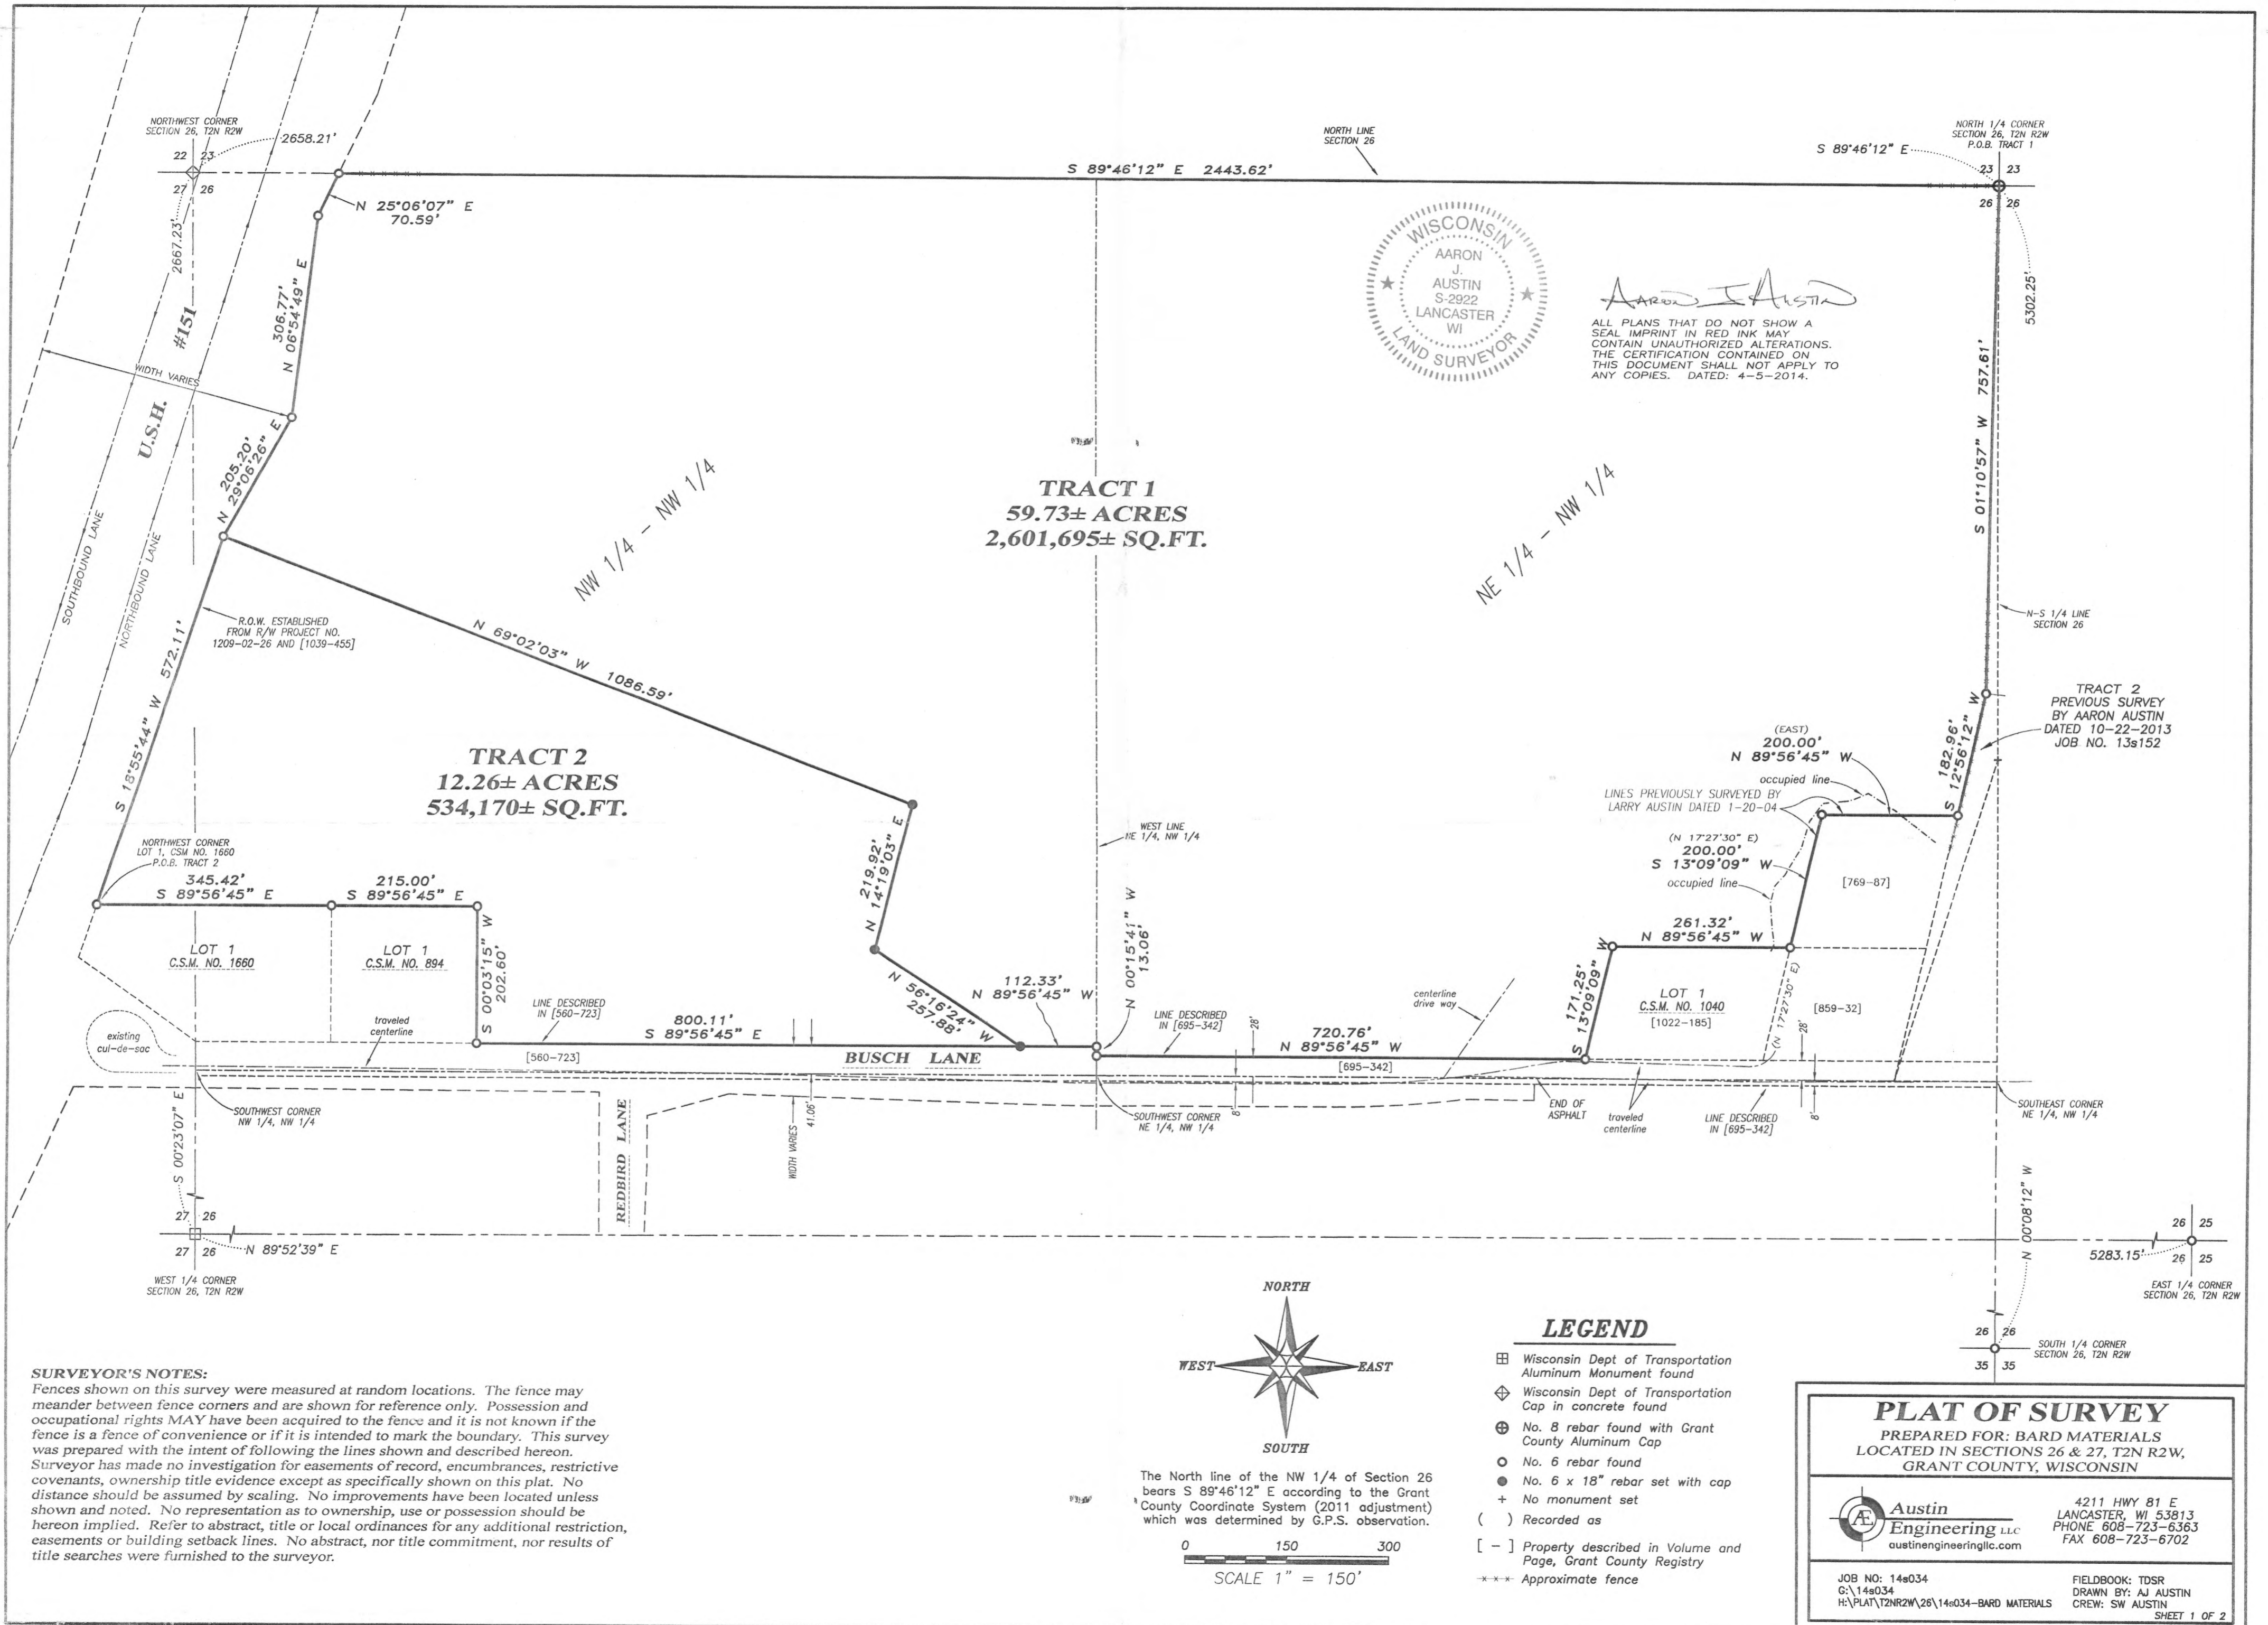 NORTHWEST CORNER
SECTION 26, T2N R2W
2658.21'
22 23
27 26
2667.23'
N 25°06'07" E
70.59'
NORTH LINE
SECTION 26
S 89°46'12" E 2443.62'
S 89°46'12" E
NORTH 1/4 CORNER
SECTION 26, T2N R2W
P.O.B. TRACT 1
23 23
26 26
5302.25'
306.77'
N 06°54'49" E
U.S.H. #151
WIDTH VARIES
205.20'
N 29°06'26" E
SOUTHBOUND LANE
NORTHBOUND LANE
WISCONSIN
AARON
J.
AUSTIN
S-2922
LANCASTER
WI
LAND SURVEYOR
AARON J AUSTIN
ALL PLANS THAT DO NOT SHOW A
SEAL IMPRINT IN RED INK MAY
CONTAIN UNAUTHORIZED ALTERATIONS.
THE CERTIFICATION CONTAINED ON
THIS DOCUMENT SHALL NOT APPLY TO
ANY COPIES. DATED: 4-5-2014.
S 01°10'57" W 757.61'
NW 1/4 - NW 1/4
TRACT 1
59.73± ACRES
2,601,695± SQ.FT.
NE 1/4 - NW 1/4
R.O.W. ESTABLISHED
FROM R/W PROJECT NO.
1209-02-26 AND [1039-455]
S 18°55'44" W 572.11'
N 69°02'03" W 1086.59'
N-S 1/4 LINE
SECTION 26
TRACT 2
PREVIOUS SURVEY
BY AARON AUSTIN
DATED 10-22-2013
JOB NO. 13s152
182.96'
S 12°56'12" W
TRACT 2
12.26± ACRES
534,170± SQ.FT.
(EAST)
200.00'
N 89°56'45" W
occupied line
LINES PREVIOUSLY SURVEYED BY
LARRY AUSTIN DATED 1-20-04
(N 17°27'30" E)
200.00'
S 13°09'09" W
occupied line
[769-87]
WEST LINE
NE 1/4, NW 1/4
NORTHWEST CORNER
LOT 1, CSM NO. 1660
P.O.B. TRACT 2
345.42'
S 89°56'45" E
215.00'
S 89°56'45" E
219.92'
N 14°19'03" E
N 00°15'41" W
13.06'
261.32'
N 89°56'45" W
LOT 1
C.S.M. NO. 1660
LOT 1
C.S.M. NO. 894
S 00°03'15" W
202.60'
N 56°16'24" W
257.88'
112.33'
N 89°56'45" W
centerline
drive way
171.25'
S 13°09'09" W
LOT 1
C.S.M. NO. 1040
[1022-185]
(N 17°27'30" E)
[859-32]
28'
existing
cul-de-sac
traveled
centerline
LINE DESCRIBED
IN [560-723]
800.11'
S 89°56'45" E
[560-723]
BUSCH LANE
LINE DESCRIBED
IN [695-342]
28'
720.76'
N 89°56'45" W
[695-342]
SOUTHWEST CORNER
NW 1/4, NW 1/4
REDBIRD LANE
WIDTH VARIES
41.06'
SOUTHWEST CORNER
NE 1/4, NW 1/4
8'
END OF
ASPHALT
traveled
centerline
LINE DESCRIBED
IN [695-342]
8'
SOUTHEAST CORNER
NE 1/4, NW 1/4
S 00°23'07" E
27 26
27 26
N 89°52'39" E
WEST 1/4 CORNER
SECTION 26, T2N R2W
N 00°08'12" W
26 25
26 25
5283.15'
EAST 1/4 CORNER
SECTION 26, T2N R2W
26 26
35 35
SOUTH 1/4 CORNER
SECTION 26, T2N R2W
SURVEYOR'S NOTES:
Fences shown on this survey were measured at random locations. The fence may
meander between fence corners and are shown for reference only. Possession and
occupational rights MAY have been acquired to the fence and it is not known if the
fence is a fence of convenience or if it is intended to mark the boundary. This survey
was prepared with the intent of following the lines shown and described hereon.
Surveyor has made no investigation for easements of record, encumbrances, restrictive
covenants, ownership title evidence except as specifically shown on this plat. No
distance should be assumed by scaling. No improvements have been located unless
shown and noted. No representation as to ownership, use or possession should be
hereon implied. Refer to abstract, title or local ordinances for any additional restriction,
easements or building setback lines. No abstract, nor title commitment, nor results of
title searches were furnished to the surveyor.
NORTH
WEST
EAST
SOUTH
The North line of the NW 1/4 of Section 26
bears S 89°46'12" E according to the Grant
County Coordinate System (2011 adjustment)
which was determined by G.P.S. observation.
0 150 300
SCALE 1" = 150'
LEGEND
Wisconsin Dept of Transportation
Aluminum Monument found
Wisconsin Dept of Transportation
Cap in concrete found
No. 8 rebar found with Grant
County Aluminum Cap
No. 6 rebar found
No. 6 x 18" rebar set with cap
+ No monument set
( ) Recorded as
[ - ] Property described in Volume and
Page, Grant County Registry
-x-x-x- Approximate fence
PLAT OF SURVEY
PREPARED FOR: BARD MATERIALS
LOCATED IN SECTIONS 26 & 27, T2N R2W,
GRANT COUNTY, WISCONSIN
Æ
Austin
Engineering LLC
austinengineeringllc.com
4211 HWY 81 E
LANCASTER, WI 53813
PHONE 608-723-6363
FAX 608-723-6702
JOB NO: 14s034
G:\14s034
H:\PLAT\T2NR2W\26\14s034-BARD MATERIALS
FIELDBOOK: TDSR
DRAWN BY: AJ AUSTIN
CREW: SW AUSTIN
SHEET 1 OF 2